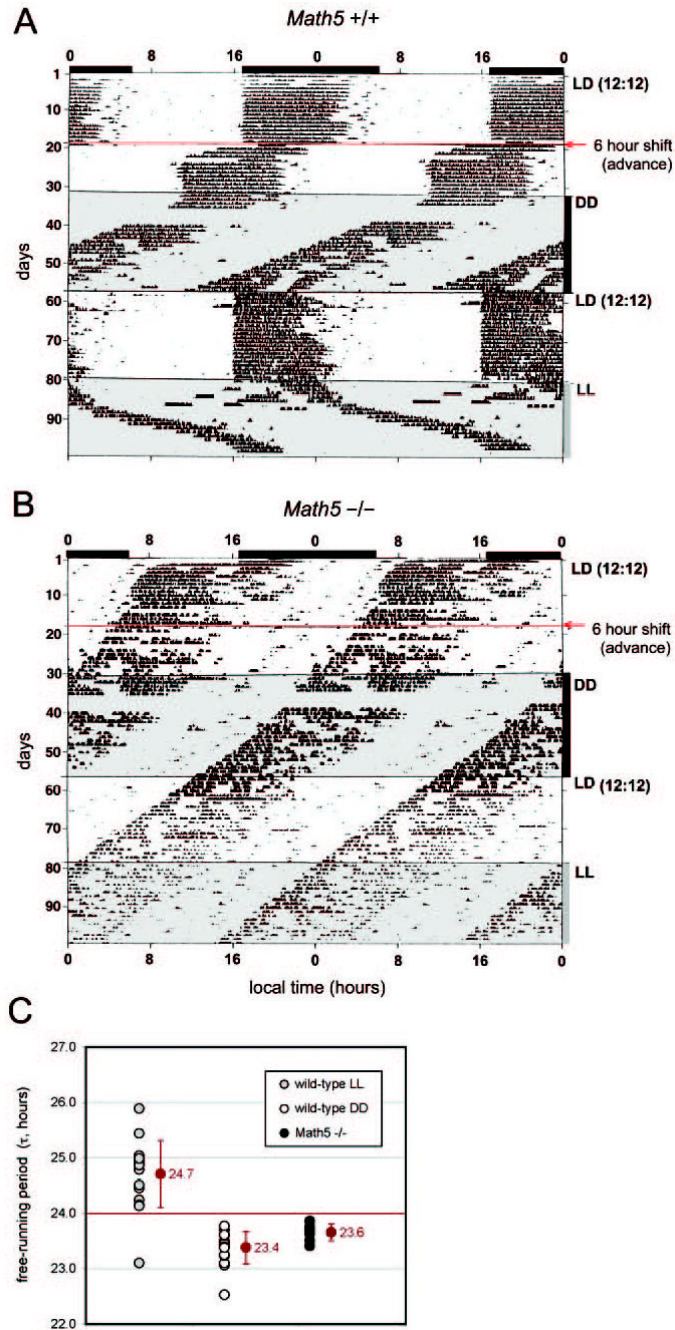 A
Math5 +/+
0 8 16 0 8 16 0
1
10
20
30
40
50
60
70
80
90
days
LD (12:12)
6 hour shift
(advance)
DD
LD (12:12)
LL
B
Math5 –/–
0 8 16 0 8 16 0
1
10
20
30
40
50
60
70
80
90
days
LD (12:12)
6 hour shift
(advance)
DD
LD (12:12)
LL
0 8 16 0 8 16 0
local time (hours)
C
27.0
26.0
25.0
24.0
23.0
22.0
free-running period (τ, hours)
wild-type LL
wild-type DD
Math5 -/-
24.7
23.4
23.6